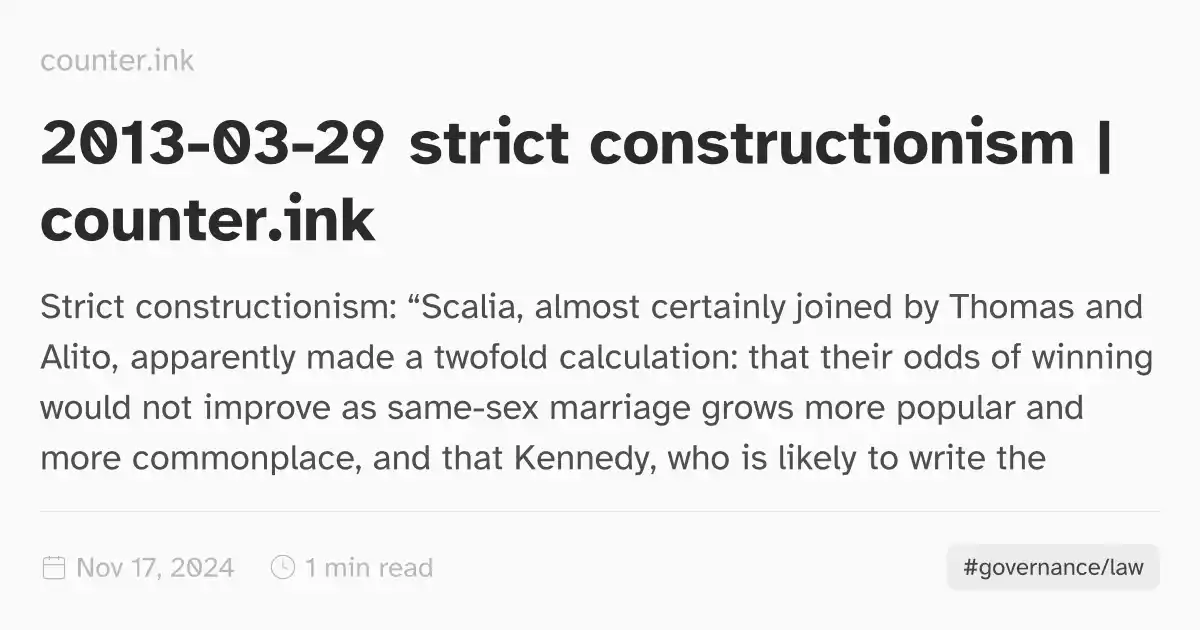 counter.ink
2013-03-29 strict constructionism |
counter.ink
Strict constructionism: “Scalia, almost certainly joined by Thomas and
Alito, apparently made a twofold calculation: that their odds of winning
would not improve as same-sex marriage grows more popular and
more commonplace, and that Kennedy, who is likely to write the
Nov 17, 2024
1 min read
#governance/law